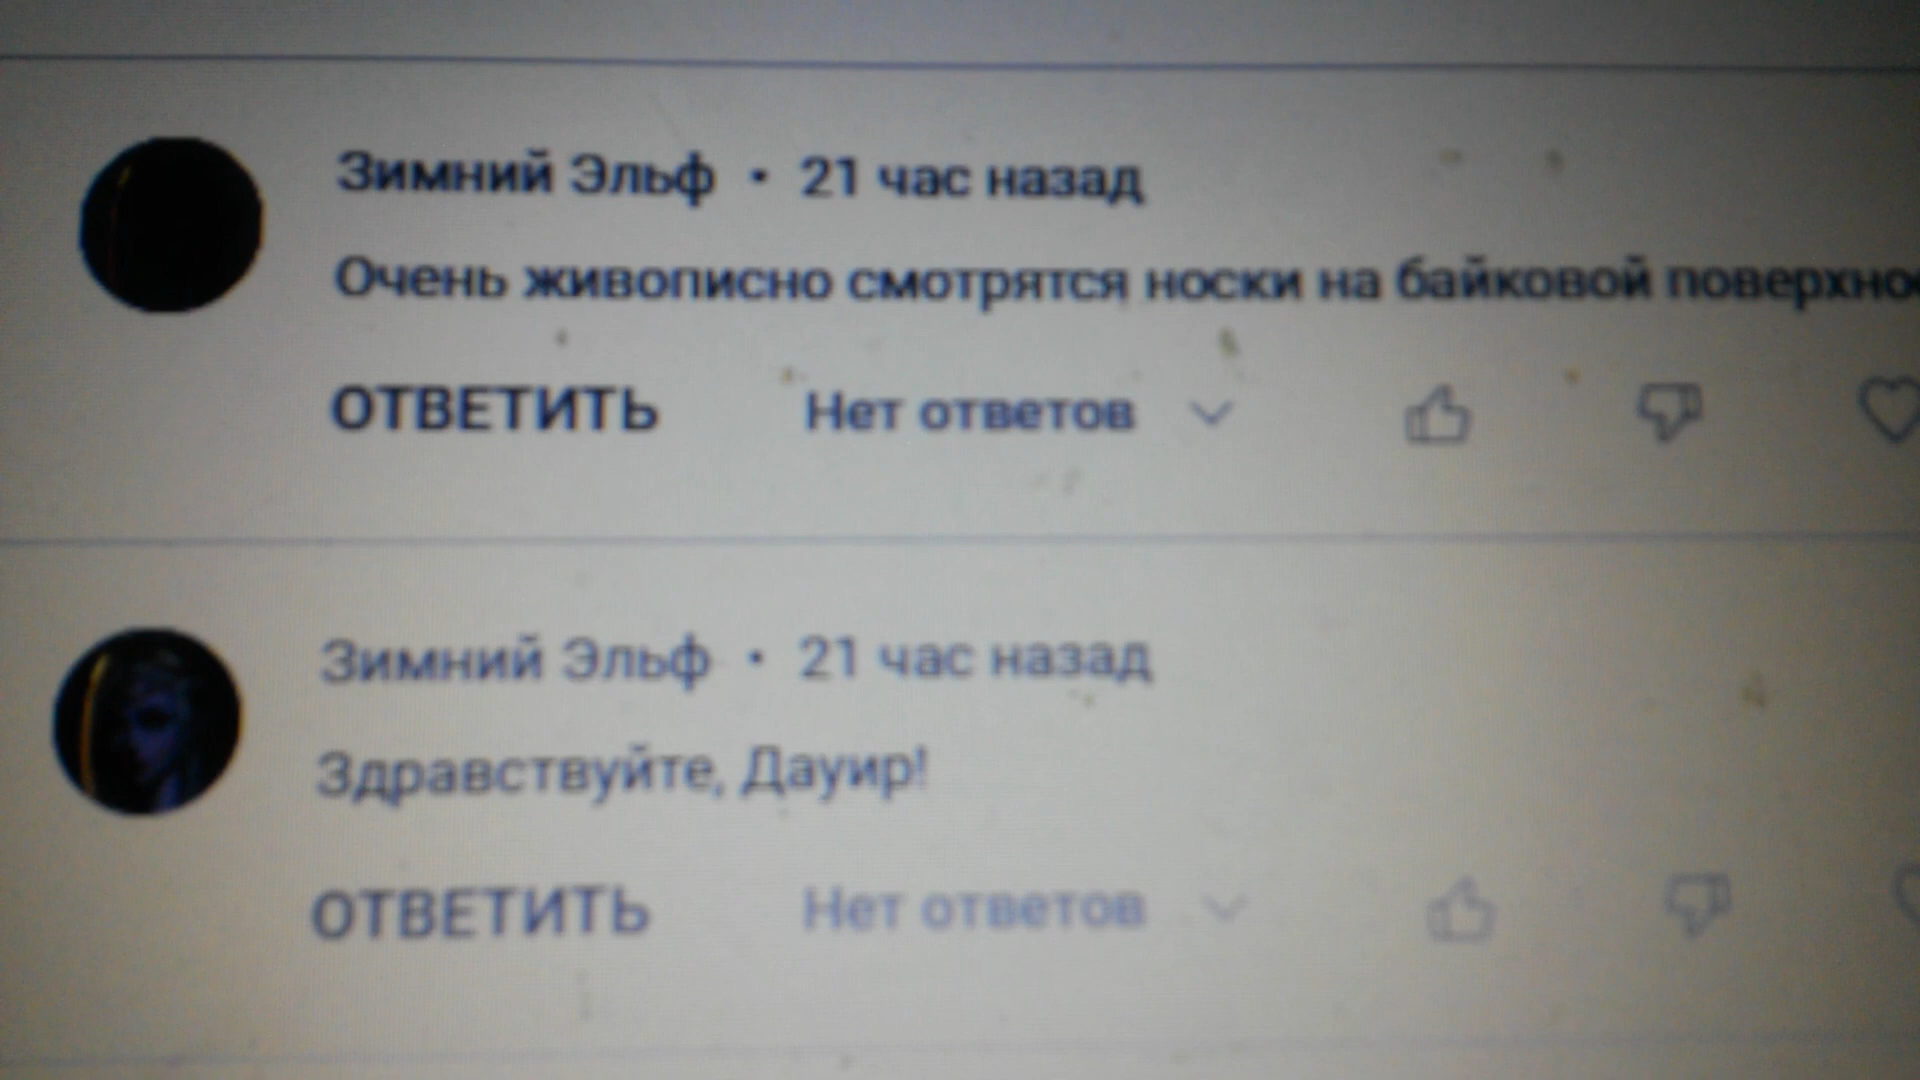 Зимний Эльф • 21 час назад
Очень живописно смотрятся носки на байковой
ОТВЕТИТЬ Нет ответов
Зимний Эльф • 21 час назад
Здравствуйте, Дауир!
ОТВЕТИТЬ Нет ответов